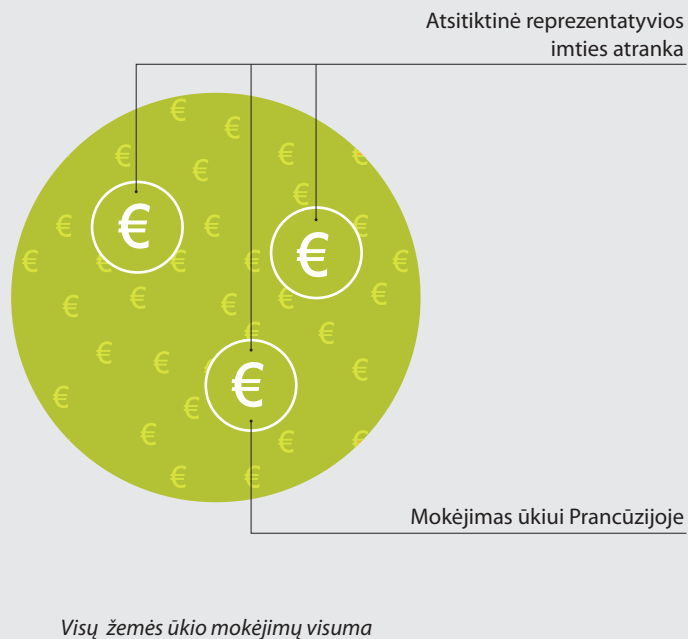 Atsitiktinė reprezentatyvios
imties atranka
€
€
€
Mokėjimas ūkiui Prancūzijoje
Visų žemės ūkio mokėjimų visuma